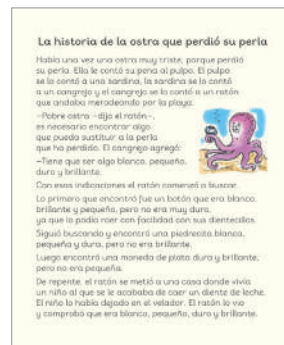 La historia de la ostra que perdió su perla
Había una vez una ostra muy triste, porque perdió
su perla. Ella le contó su pena al pulpo. El pulpo
se lo contó a una sardina, la sardina se lo contó
a un cangrejo y el cangrejo se lo contó a un ratón
que andaba merodeando por la playa.
–Pobre ostra –dijo el ratón–,
es necesario encontrar algo
que pueda sustituir a la perla
que ha perdido. El cangrejo agregó:
–Tiene que ser algo blanco, pequeño,
duro y brillante.
Con esas indicaciones el ratón comenzó a buscar.
Lo primero que encontró fue un botón que era blanco,
brillante y pequeño, pero no era muy duro,
ya que lo podía roer con facilidad con sus dientecillos.
Siguió buscando y encontró una piedrecita blanca,
pequeña y dura, pero no era brillante.
Luego encontró una moneda de plata dura y brillante,
pero no era pequeña.
De repente, el ratón se metió a una casa donde vivía
un niño al que se le acababa de caer un diente de leche.
El niño lo había dejado en el velador. El ratón lo vio
y comprobó que era blanco, pequeño, duro y brillante.